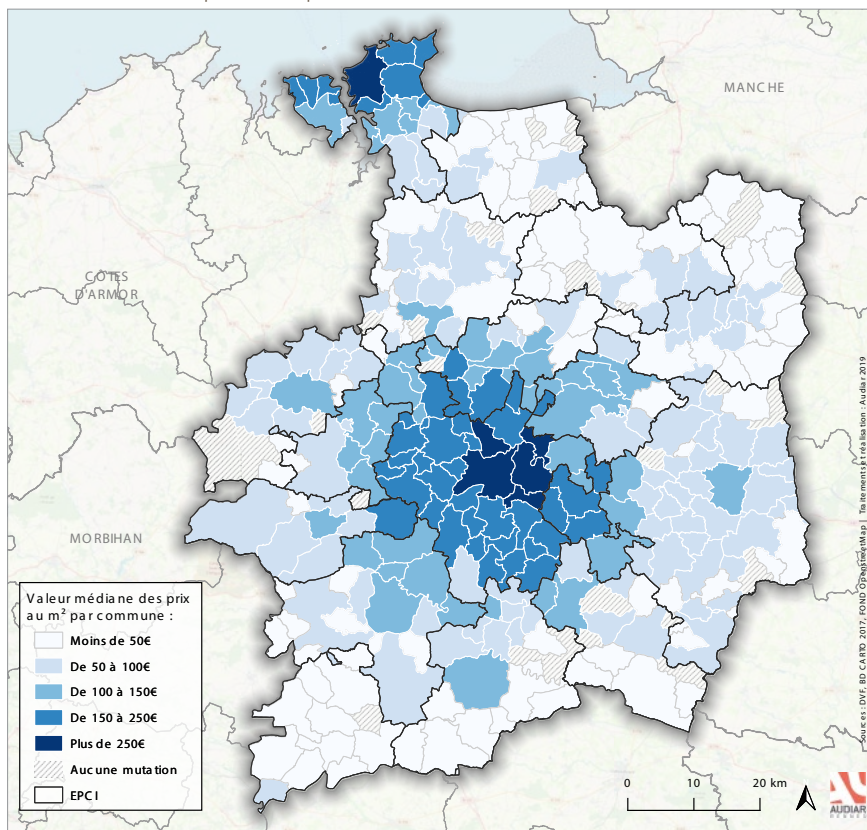 MANCHE
CÔTES
D'ARMOR
MORBIHAN
Valeur médiane des prix
au m² par commune :
Moins de 50€
De 50 à 100€
De 100 à 150€
De 150 à 250€
Plus de 250€
Aucune mutation
EPCI
0 10 20 km
AUDIAR
Sources : DVF, BD CARTO 2017, FOND OpenstreetMap | Traitements et réalisation : Audiar 2019